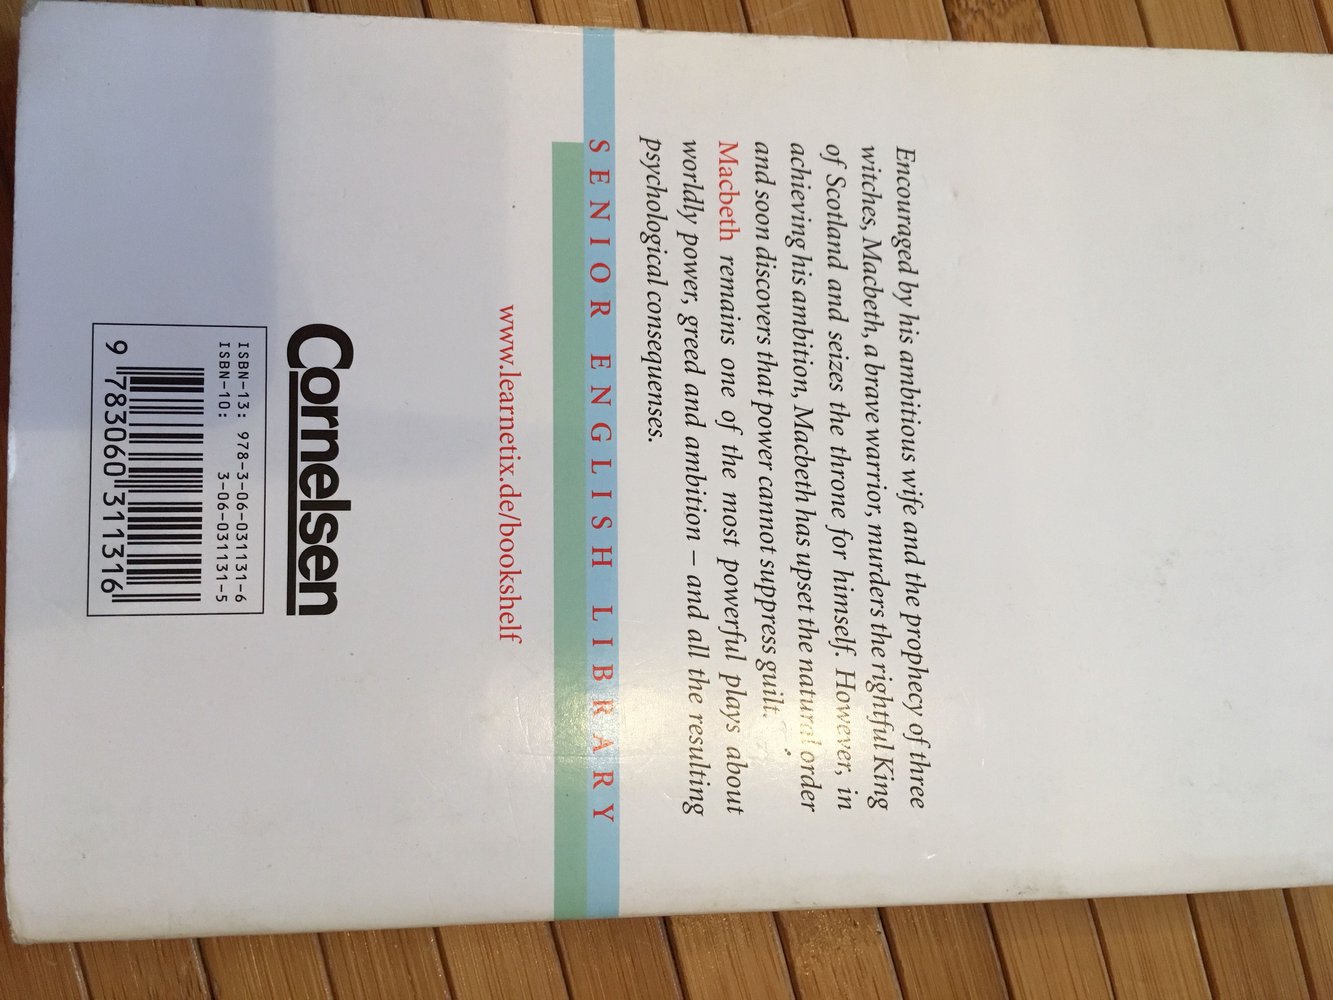 Encouraged by his ambitious wife and the prophecy of three
witches, Macbeth, a brave warrior, murders the rightful King
of Scotland and seizes the throne for himself. However, in
achieving his ambition, Macbeth has upset the natural order
and soon discovers that power cannot suppress guilt.
Macbeth remains one of the most powerful plays about
worldly power, greed and ambition – and all the resulting
psychological consequenses.
SENIOR ENGLISH LIBRARY
www.learnetix.de/bookshelf
Cornelsen
ISBN-13: 978-3-06-031131-6
ISBN-10: 3-06-031131-5
9 783060 311316